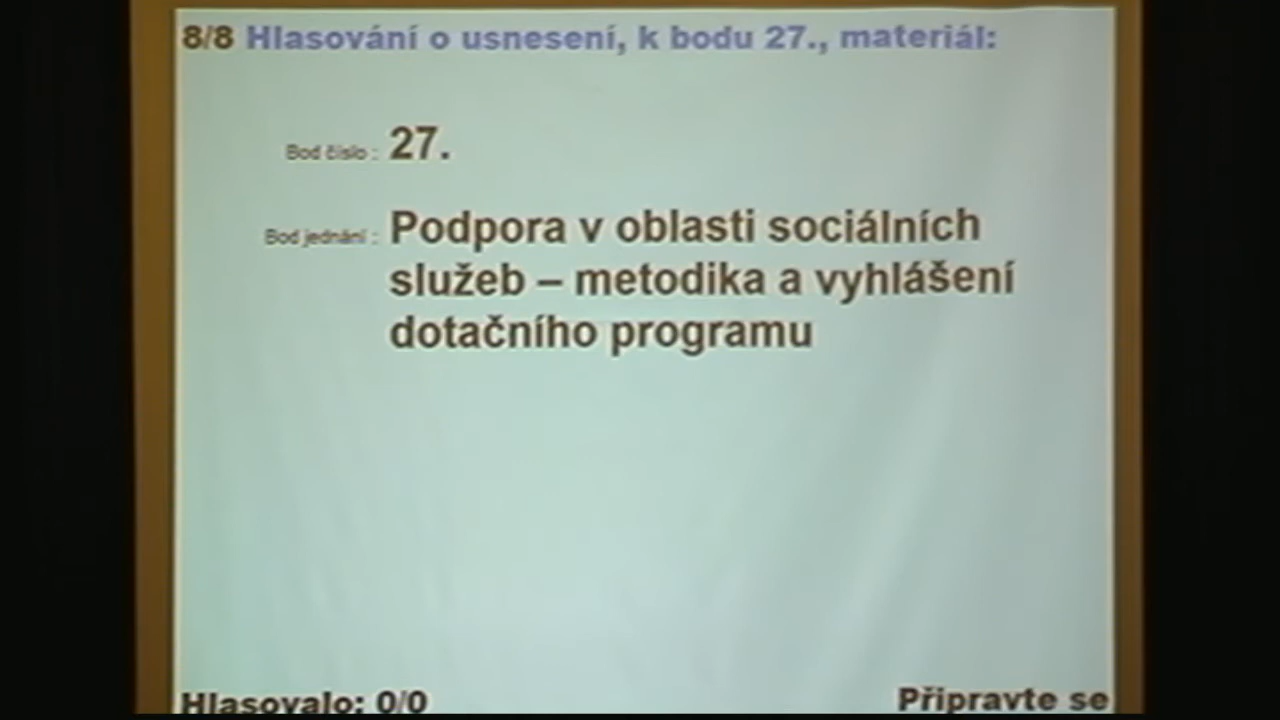 8/8 Hlasování o usnesení, k bodu 27., materiál:
Bod číslo : 27.
Bod jednání : Podpora v oblasti sociálních
služeb – metodika a vyhlášení
dotačního programu
Hlasovalo: 0/0 Připravte se